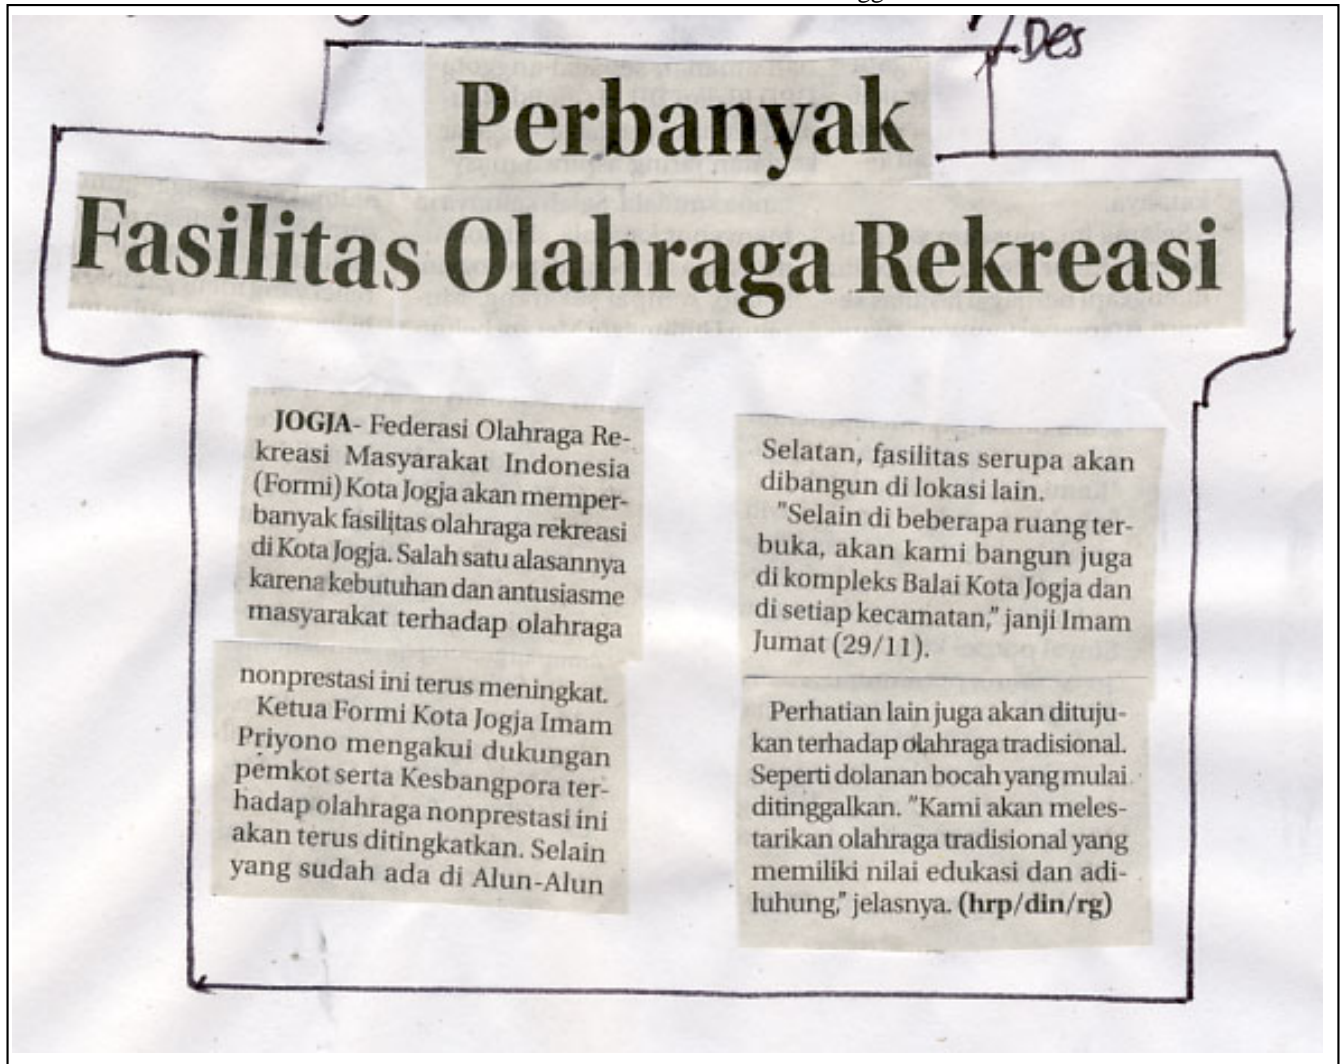 Des
Perbanyak
Fasilitas Olahraga Rekreasi
JOGJA- Federasi Olahraga Re-
kreasi Masyarakat Indonesia
(Formi) Kota Jogja akan memper-
banyak fasilitas olahraga rekreasi
di Kota Jogja. Salah satu alasannya
karena kebutuhan dan antusiasme
masyarakat terhadap olahraga
nonprestasi ini terus meningkat.
Ketua Formi Kota Jogja Imam
Priyono mengakui dukungan
pemkot serta Kesbangpora ter-
hadap olahraga nonprestasi ini
akan terus ditingkatkan. Selain
yang sudah ada di Alun-Alun
Selatan, fasilitas serupa akan
dibangun di lokasi lain.
"Selain di beberapa ruang ter-
buka, akan kami bangun juga
di kompleks Balai Kota Jogja dan
di setiap kecamatan," janji Imam
Jumat (29/11).
Perhatian lain juga akan dituju-
kan terhadap olahraga tradisional.
Seperti dolanan bocah yang mulai
ditinggalkan. "Kami akan meles-
tarikan olahraga tradisional yang
memiliki nilai edukasi dan adi-
luhung," jelasnya. (hrp/din/rg)